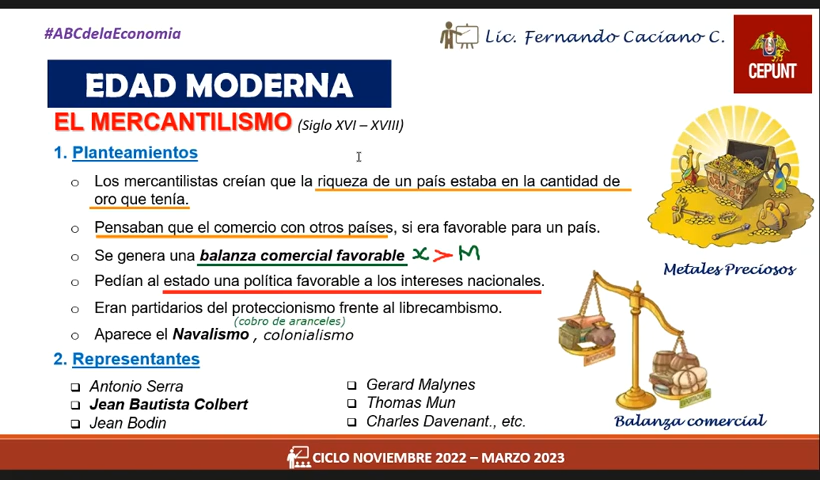 #ABCdelaEconomia
Lic. Fernando Caciano C.
CEPUNT
EDAD MODERNA
EL MERCANTILISMO (Siglo XVI – XVIII)
1. Planteamientos
Los mercantilistas creían que la riqueza de un país estaba en la cantidad de
oro que tenía.
Pensaban que el comercio con otros países, si era favorable para un país.
Se genera una balanza comercial favorable X > M
Pedían al estado una política favorable a los intereses nacionales.
Eran partidarios del proteccionismo frente al librecambismo.
(cobro de aranceles)
Aparece el Navalismo , colonialismo
Metales Preciosos
2. Representantes
Antonio Serra
Jean Bautista Colbert
Jean Bodin
Gerard Malynes
Thomas Mun
Charles Davenant., etc.
Balanza comercial
CICLO NOVIEMBRE 2022 – MARZO 2023